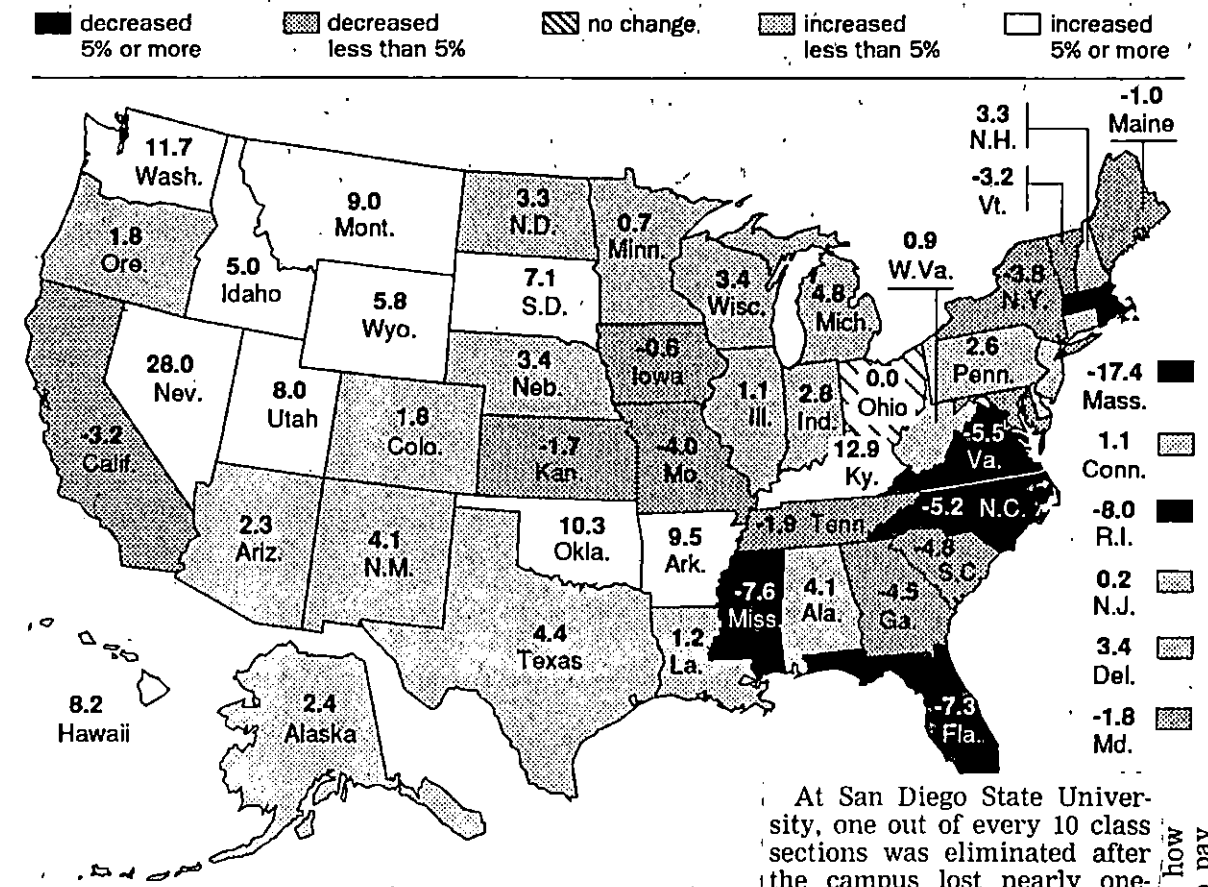 decreased
5% or more
decreased
less than 5%
no change
increased
less than 5%
increased
5% or more
11.7
Wash.
9.0
Mont.
3.3
N.D.
0.7
Minn.
3.3
N.H.
-3.2
Vt.
-1.0
Maine
1.8
Ore.
5.0
Idaho
5.8
Wyo.
7.1
S.D.
3.4
Wisc.
4.8
Mich.
0.9
W.Va.
-3.8
N.Y.
28.0
Nev.
8.0
Utah
3.4
Neb.
-0.6
Iowa
1.1
Ill.
2.8
Ind.
0.0
Ohio
2.6
Penn.
-17.4
Mass.
-3.2
Calif.
1.8
Colo.
-1.7
Kan.
-4.0
Mo.
12.9
Ky.
-5.5
Va.
1.1
Conn.
2.3
Ariz.
4.1
N.M.
10.3
Okla.
9.5
Ark.
-1.9 Tenn.
-5.2 N.C.
-8.0
R.I.
-7.6
Miss.
4.1
Ala.
-4.5
Ga.
-4.8
S.C.
0.2
N.J.
4.4
Texas
1.2
La.
3.4
Del.
8.2
Hawaii
2.4
Alaska
-7.3
Fla.
-1.8
Md.
At San Diego State Univer-
sity, one out of every 10 class
sections was eliminated after
the campus lost nearly one-
how
pay